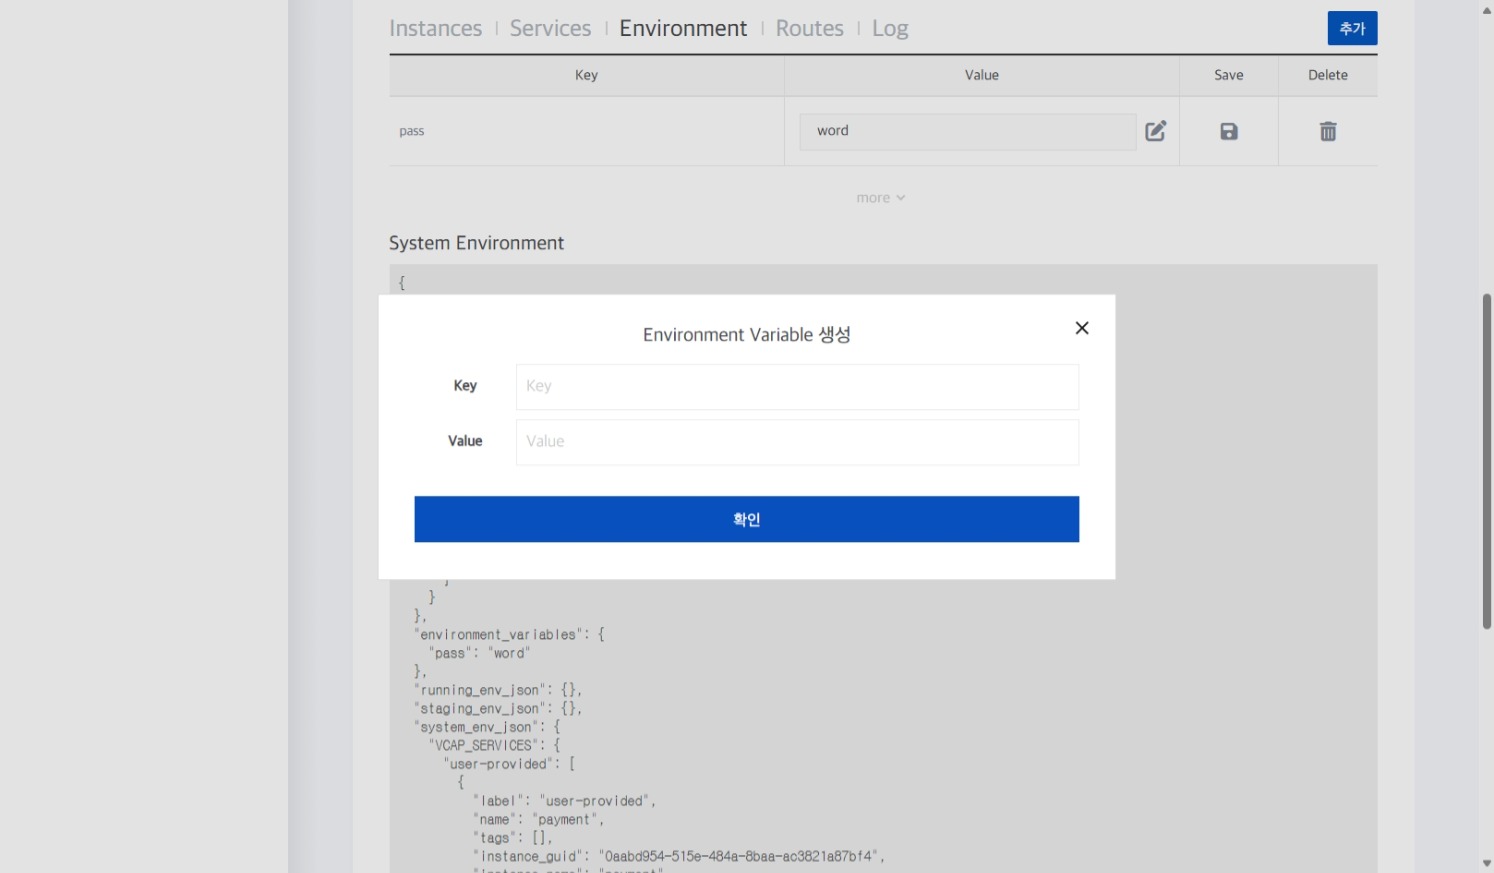 Instances Services Environment Routes Log 추가
Key Value Save Delete
pass word
more
System Environment
{
Environment Variable 생성
Key Key
Value Value
확인
}
},
"environment_variables": {
"pass": "word"
},
"running_env_json": {},
"staging_env_json": {},
"system_env_json": {
"VCAP_SERVICES": {
"user-provided": [
{
"label": "user-provided",
"name": "payment",
"tags": [],
"instance_guid": "0aabd954-515e-484a-8baa-ac3821a87bf4",
"instance_name": "payment"